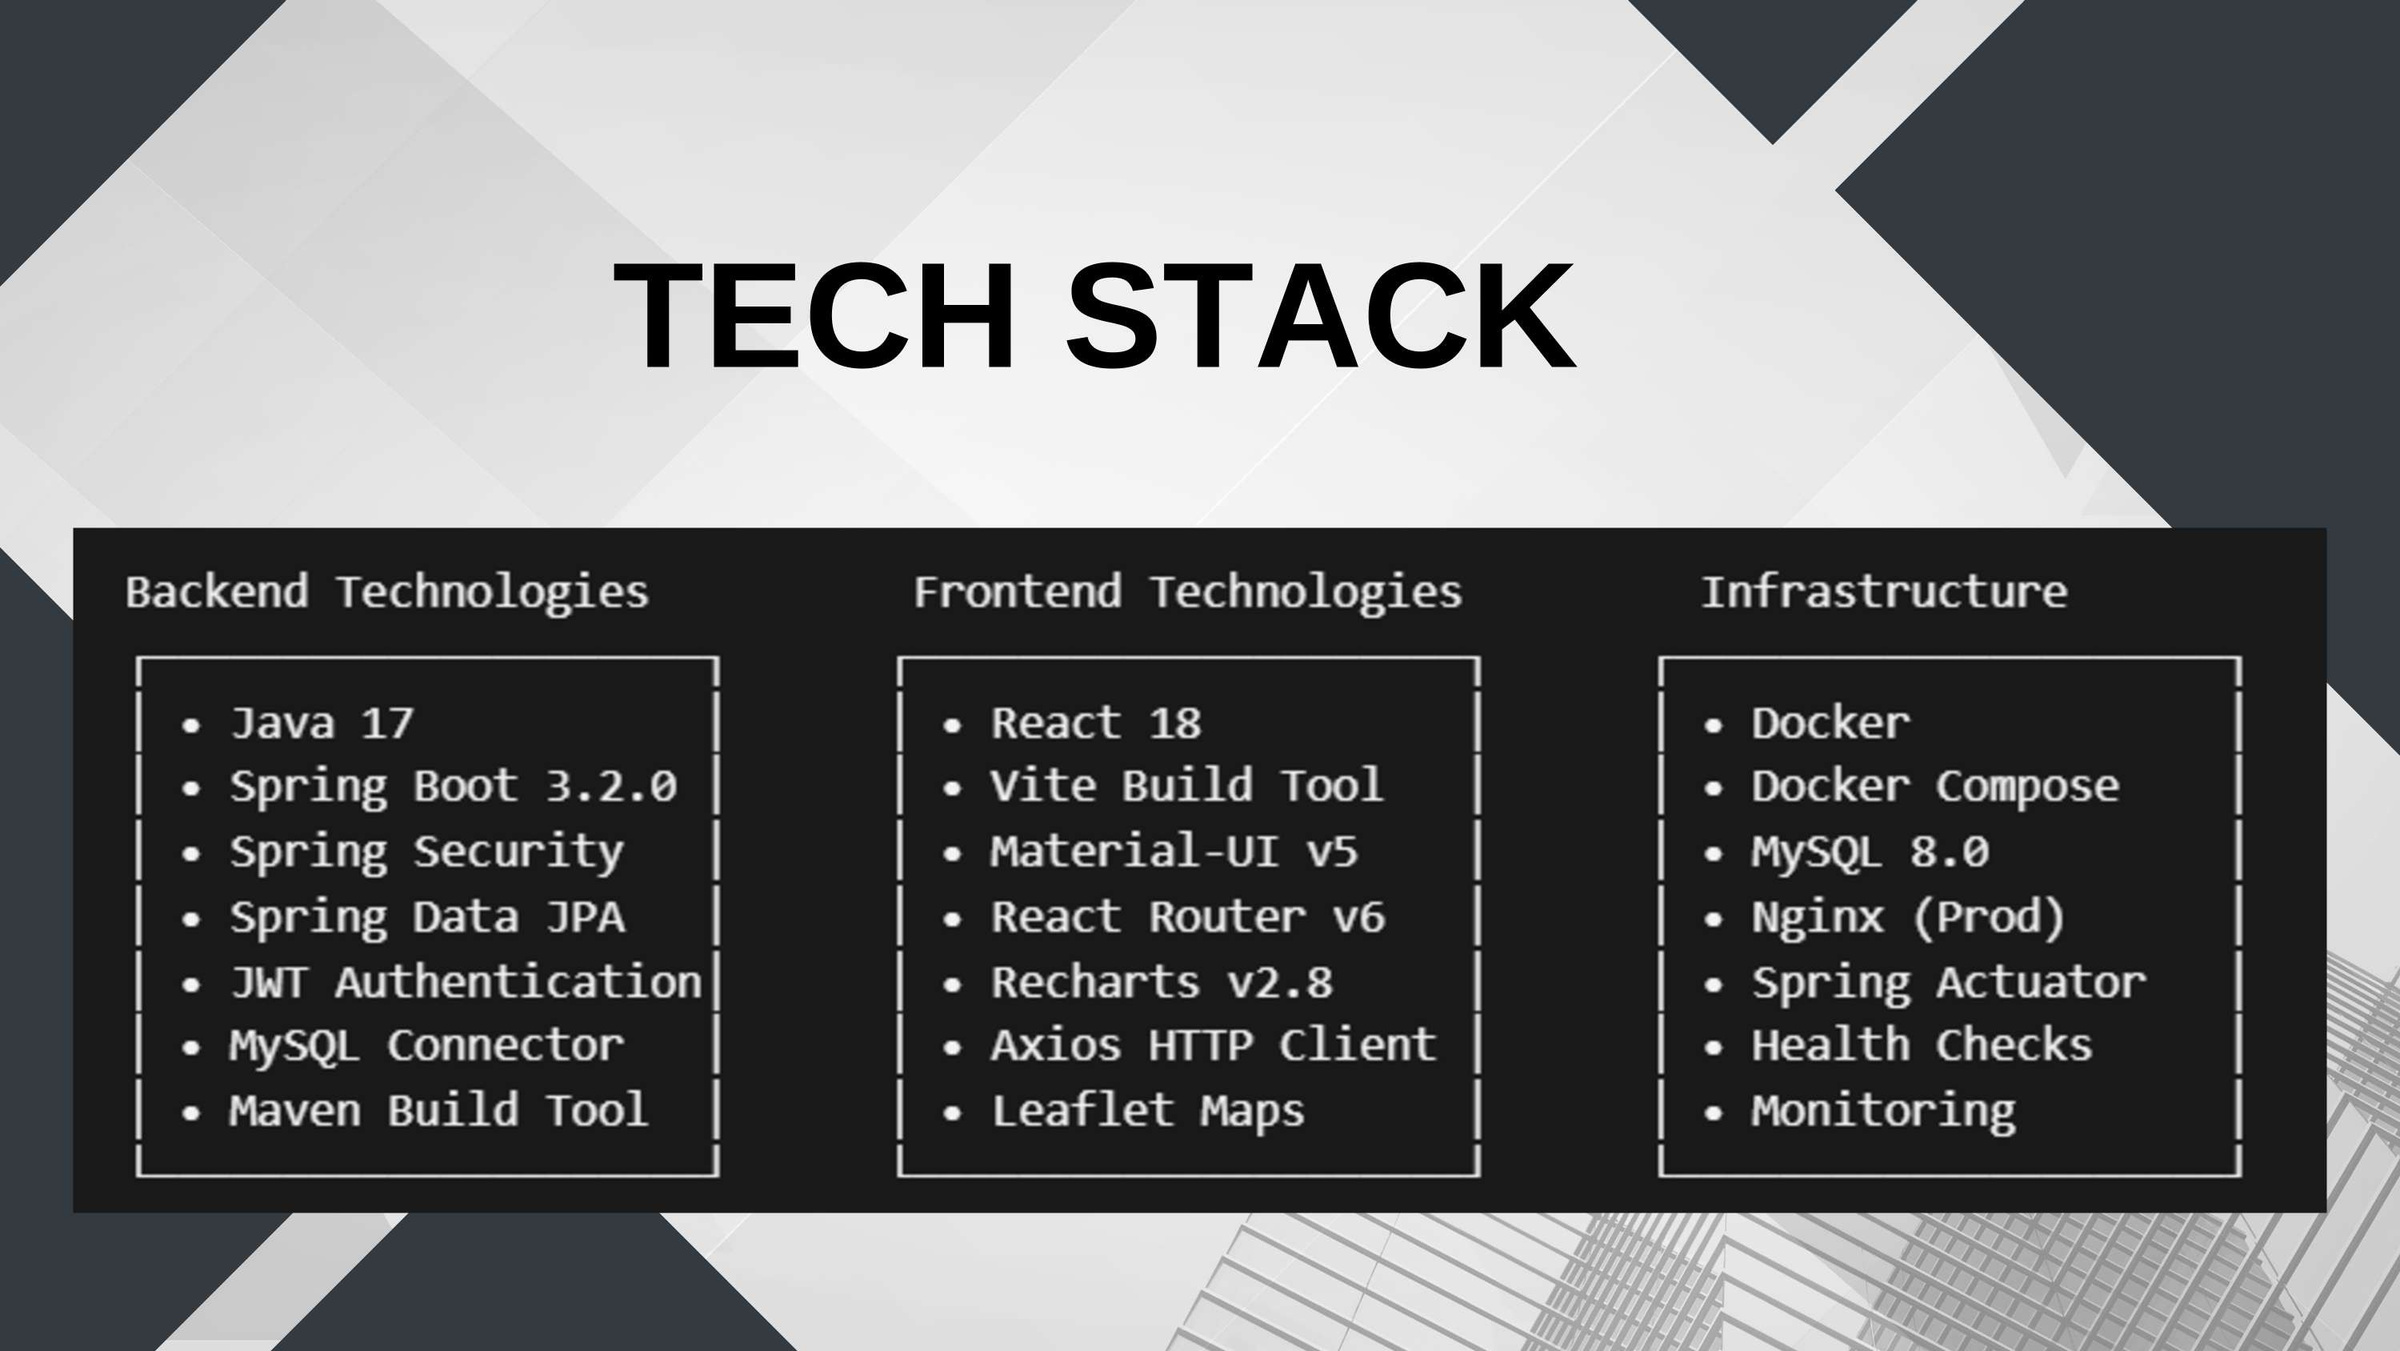 TECH STACK
Backend Technologies
• Java 17
• Spring Boot 3.2.0
• Spring Security
• Spring Data JPA
• JWT Authentication
• MySQL Connector
• Maven Build Tool
Frontend Technologies
• React 18
• Vite Build Tool
• Material-UI v5
• React Router v6
• Recharts v2.8
• Axios HTTP Client
• Leaflet Maps
Infrastructure
• Docker
• Docker Compose
• MySQL 8.0
• Nginx (Prod)
• Spring Actuator
• Health Checks
• Monitoring